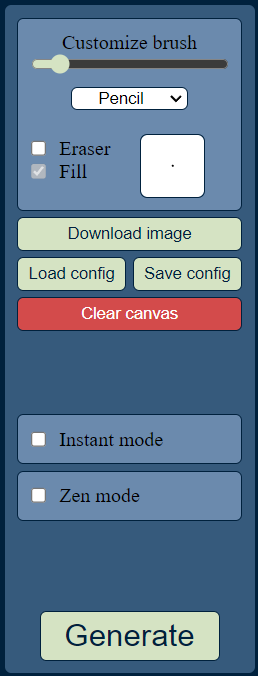 Customize brush
Pencil
Eraser
Fill
Download image
Load config Save config
Clear canvas
Instant mode
Zen mode
Generate